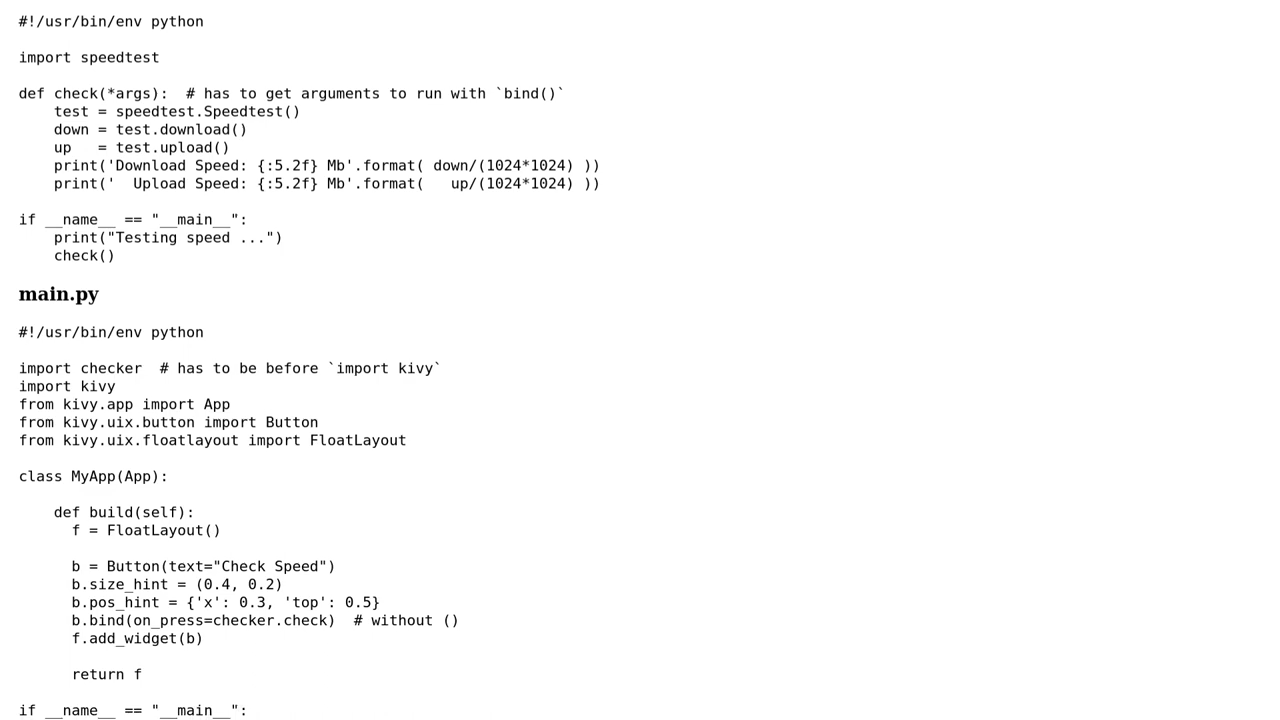 #!/usr/bin/env python

import speedtest

def check(*args):  # has to get arguments to run with `bind()`
    test = speedtest.Speedtest()
    down = test.download()
    up   = test.upload()
    print('Download Speed: {:5.2f} Mb'.format( down/(1024*1024) ))
    print('  Upload Speed: {:5.2f} Mb'.format(   up/(1024*1024) ))

if __name__ == "__main__":
    print("Testing speed ...")
    check()

main.py

#!/usr/bin/env python

import checker  # has to be before `import kivy`
import kivy
from kivy.app import App
from kivy.uix.button import Button
from kivy.uix.floatlayout import FloatLayout

class MyApp(App):

    def build(self):
      f = FloatLayout()

      b = Button(text="Check Speed")
      b.size_hint = (0.4, 0.2)
      b.pos_hint = {'x': 0.3, 'top': 0.5}
      b.bind(on_press=checker.check)  # without ()
      f.add_widget(b)

      return f

if __name__ == "__main__":